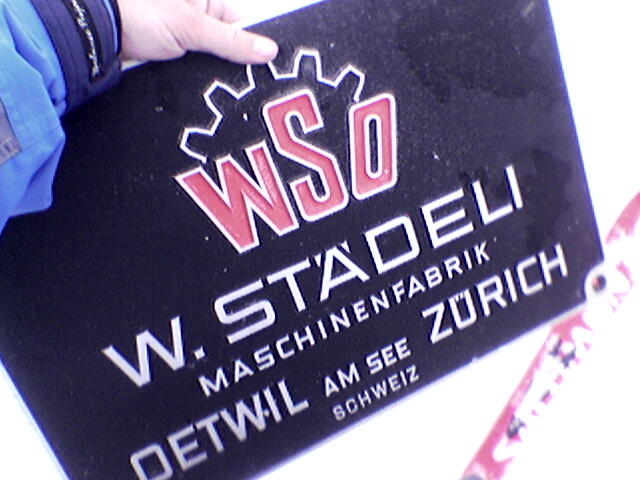 WSO
W. STÄDELI
MASCHINENFABRIK
OETWIL AM SEE ZÜRICH
SCHWEIZ